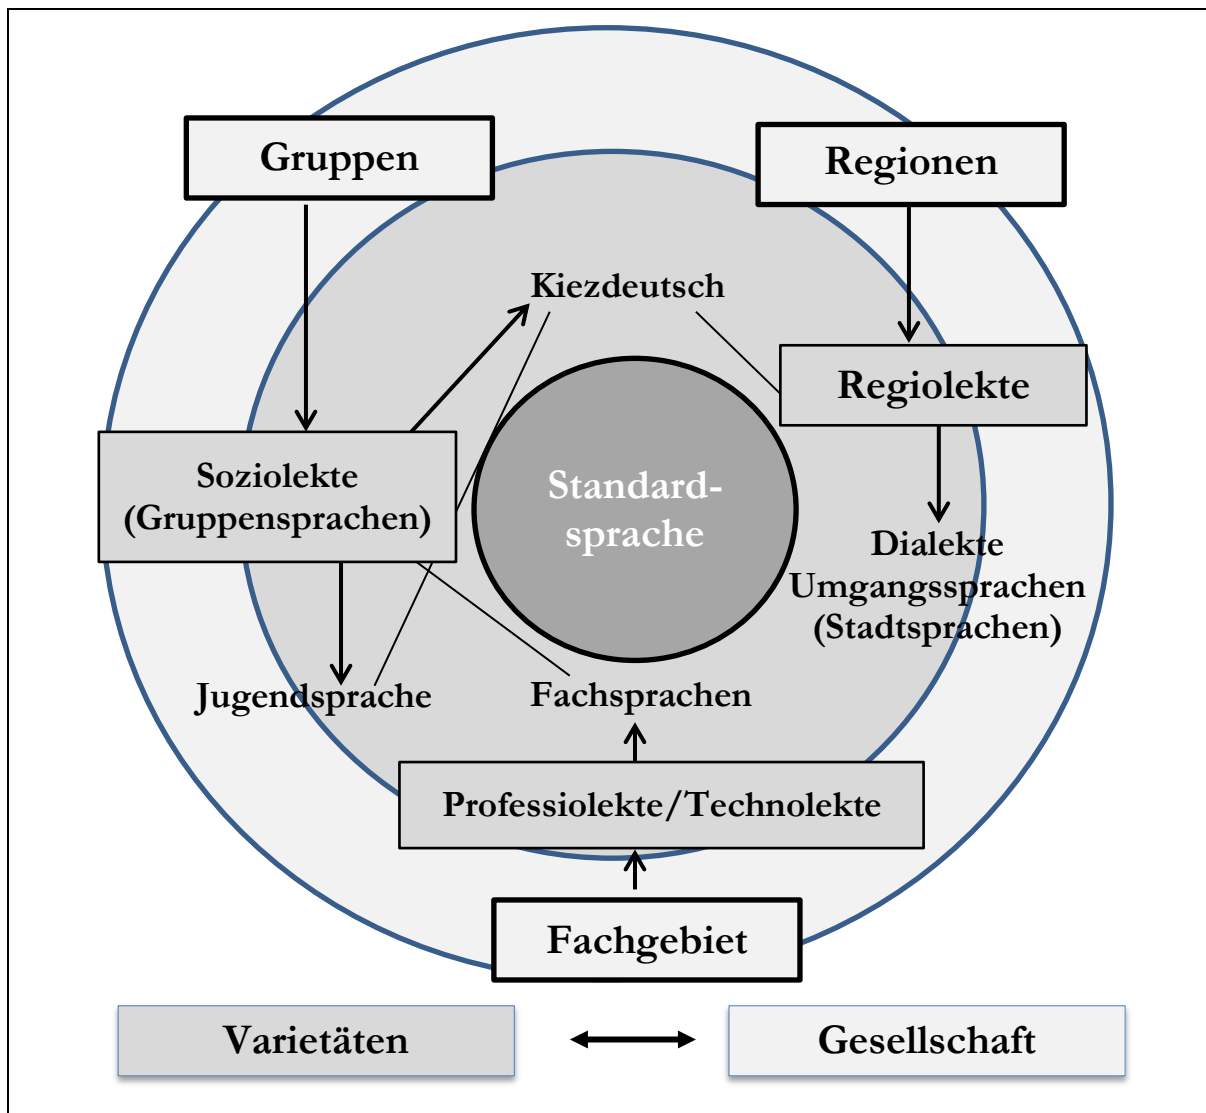 Gruppen
Regionen
Kiezdeutsch
Regiolekte
Soziolekte
(Gruppensprachen)
Standard-
sprache
Dialekte
Umgangssprachen
(Stadtsprachen)
Jugendsprache
Fachsprachen
Professiolekte/Technolekte
Fachgebiet
Varietäten
Gesellschaft